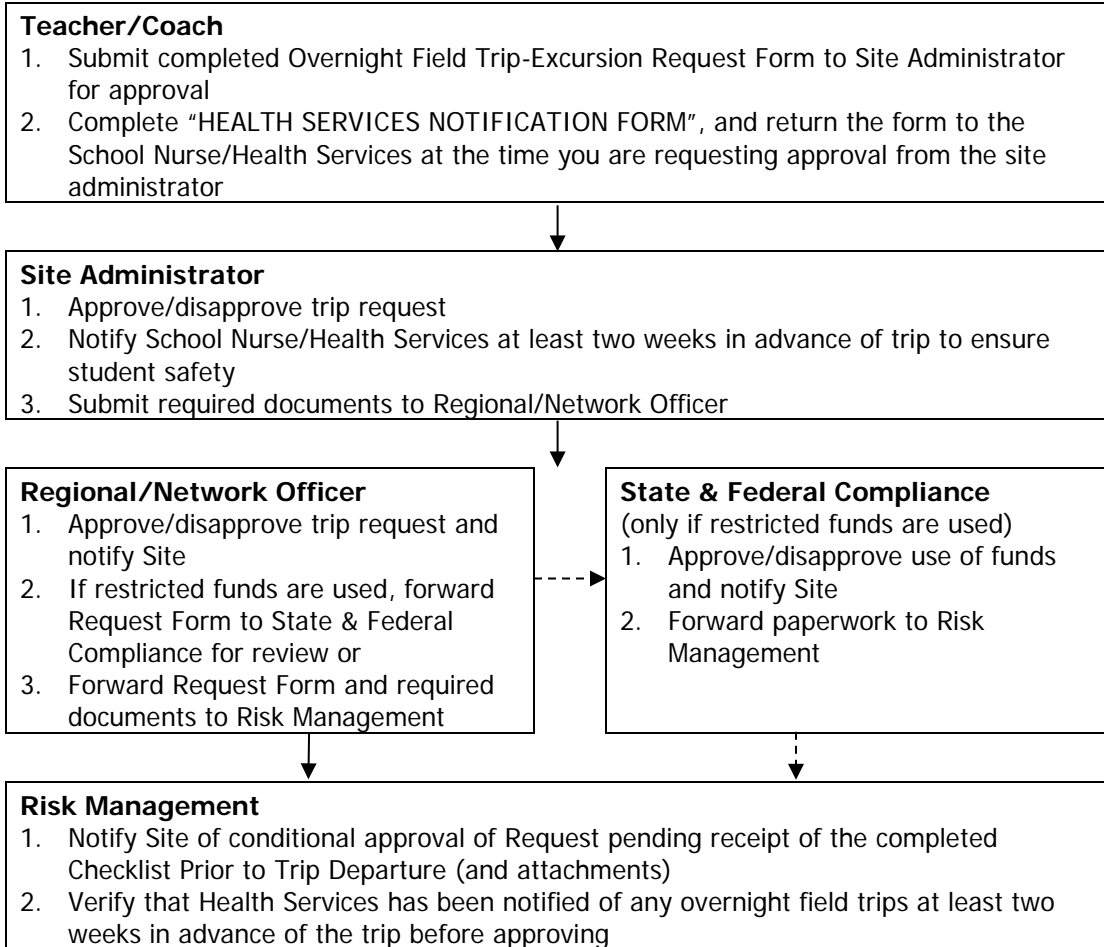 Teacher/Coach
1. Submit completed Overnight Field Trip-Excursion Request Form to Site Administrator
for approval
2. Complete “HEALTH SERVICES NOTIFICATION FORM”, and return the form to the
School Nurse/Health Services at the time you are requesting approval from the site
administrator
Site Administrator
1. Approve/disapprove trip request
2. Notify School Nurse/Health Services at least two weeks in advance of trip to ensure
student safety
3. Submit required documents to Regional/Network Officer
Regional/Network Officer
1. Approve/disapprove trip request and
notify Site
2. If restricted funds are used, forward
Request Form to State & Federal
Compliance for review or
3. Forward Request Form and required
documents to Risk Management
State & Federal Compliance
(only if restricted funds are used)
1. Approve/disapprove use of funds
and notify Site
2. Forward paperwork to Risk
Management
Risk Management
1. Notify Site of conditional approval of Request pending receipt of the completed
Checklist Prior to Trip Departure (and attachments)
2. Verify that Health Services has been notified of any overnight field trips at least two
weeks in advance of the trip before approving